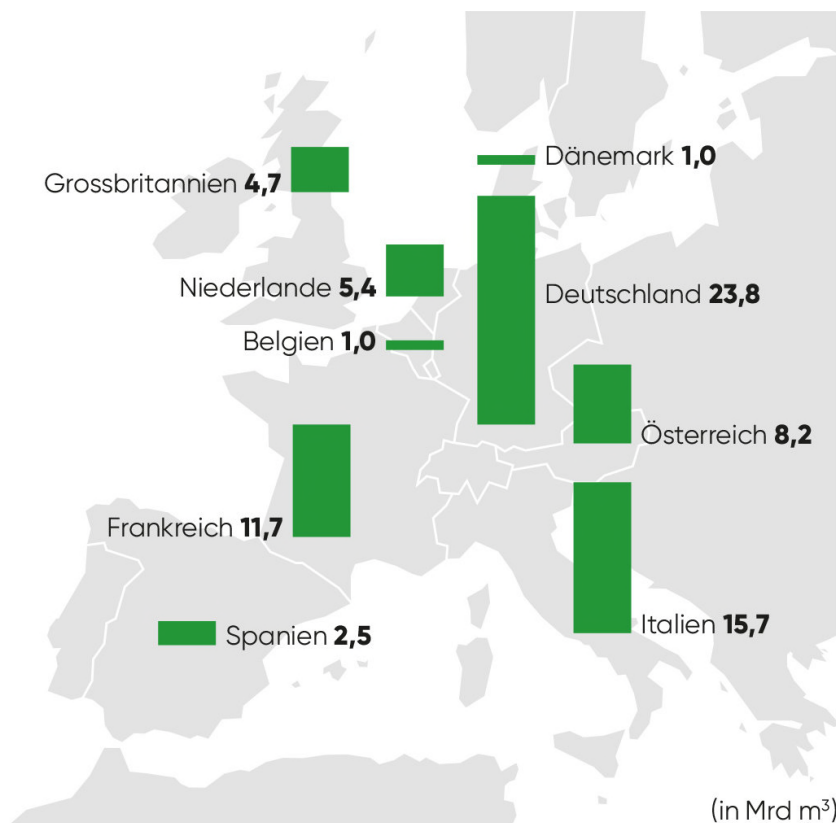 Dänemark 1,0
Grossbritannien 4,7
Niederlande 5,4
Deutschland 23,8
Belgien 1,0
Österreich 8,2
Frankreich 11,7
Italien 15,7
Spanien 2,5
(in Mrd m³)